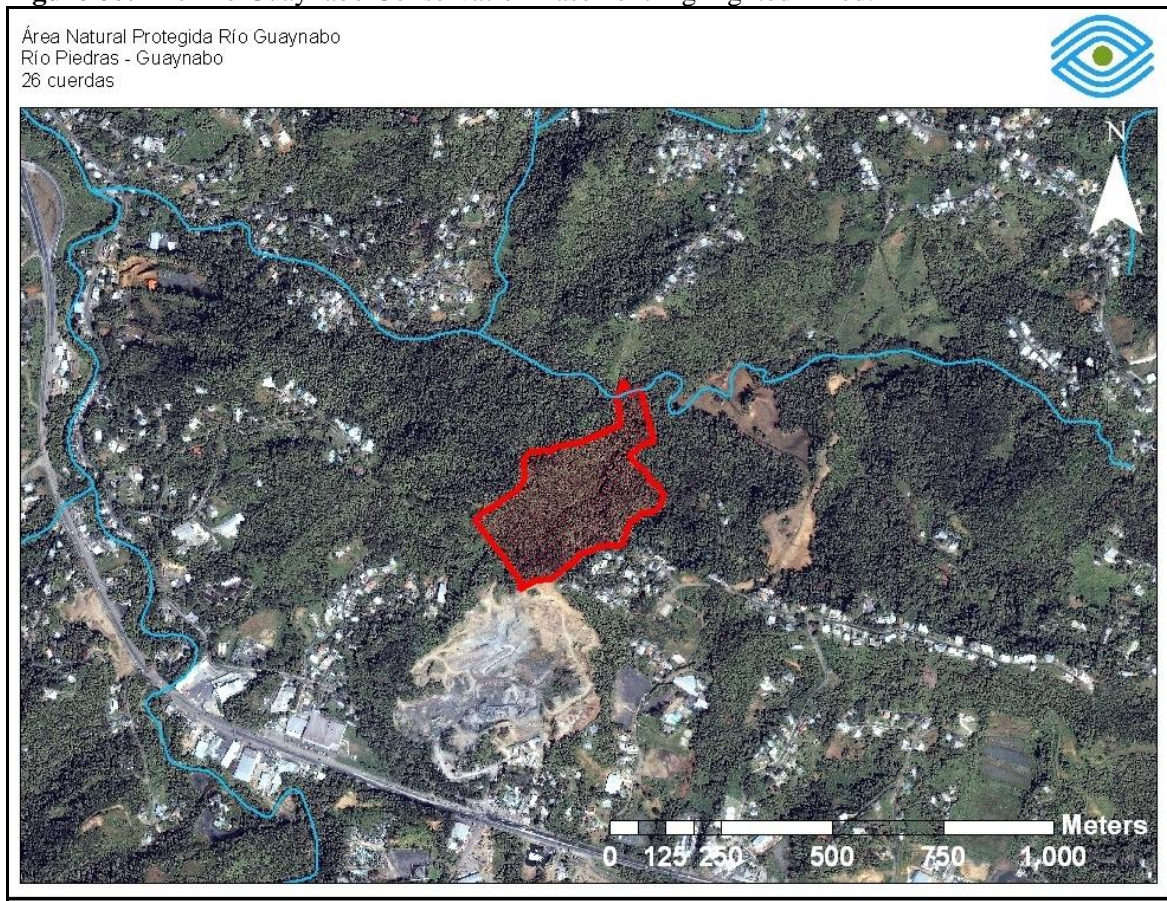 Área Natural Protegida Río Guaynabo
Río Piedras - Guaynabo
26 cuerdas
N
Meters
0 125 250 500 750 1,000